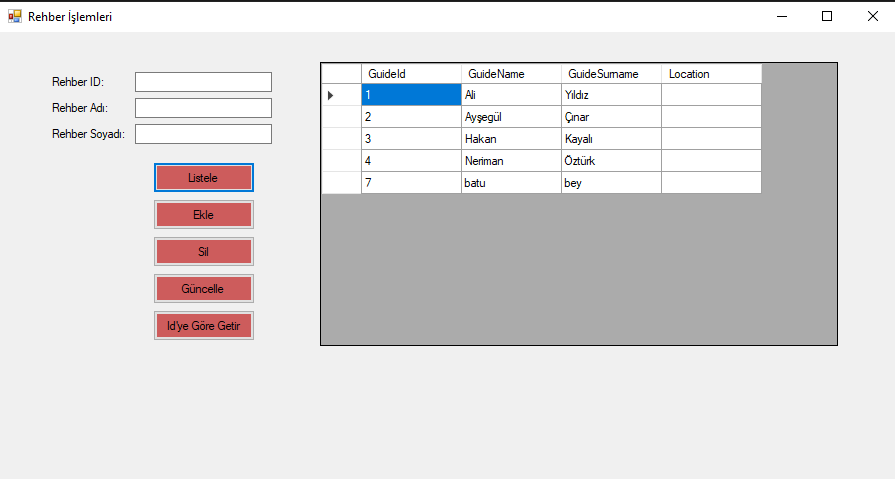 Rehber İşlemleri
Rehber ID:
Rehber Adı:
Rehber Soyadı:
Listele
Ekle
Sil
Güncelle
Id'ye Göre Getir
GuideId GuideName GuideSurname Location
1 Ali Yıldız
2 Ayşegül Çınar
3 Hakan Kayalı
4 Neriman Öztürk
7 batu bey